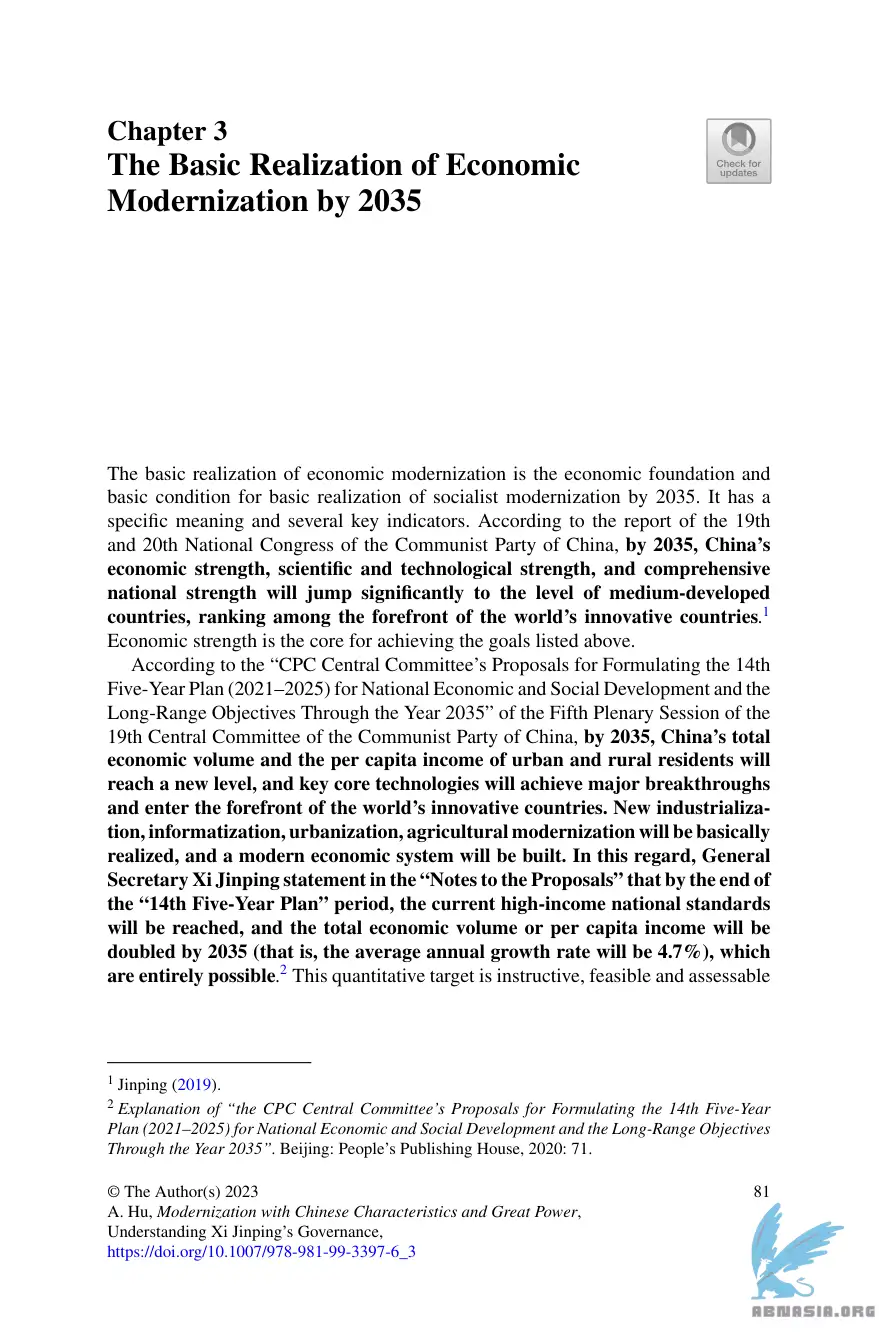 Chapter 3
The Basic Realization of Economic
Modernization by 2035
Check for
updates
The basic realization of economic modernization is the economic foundation and
basic condition for basic realization of socialist modernization by 2035. It has a
specific meaning and several key indicators. According to the report of the 19th
and 20th National Congress of the Communist Party of China, by 2035, China’s
economic strength, scientific and technological strength, and comprehensive
national strength will jump significantly to the level of medium-developed
countries, ranking among the forefront of the world’s innovative countries.1
Economic strength is the core for achieving the goals listed above.
According to the “CPC Central Committee’s Proposals for Formulating the 14th
Five-Year Plan (2021–2025) for National Economic and Social Development and the
Long-Range Objectives Through the Year 2035” of the Fifth Plenary Session of the
19th Central Committee of the Communist Party of China, by 2035, China’s total
economic volume and the per capita income of urban and rural residents will
reach a new level, and key core technologies will achieve major breakthroughs
and enter the forefront of the world’s innovative countries. New industrializa-
tion, informatization, urbanization, agricultural modernization will be basically
realized, and a modern economic system will be built. In this regard, General
Secretary Xi Jinping statement in the “Notes to the Proposals” that by the end of
the “14th Five-Year Plan” period, the current high-income national standards
will be reached, and the total economic volume or per capita income will be
doubled by 2035 (that is, the average annual growth rate will be 4.7%), which
are entirely possible.2 This quantitative target is instructive, feasible and assessable
1 Jinping (2019).
2 Explanation of “the CPC Central Committee’s Proposals for Formulating the 14th Five-Year
Plan (2021–2025) for National Economic and Social Development and the Long-Range Objectives
Through the Year 2035”. Beijing: People’s Publishing House, 2020: 71.
© The Author(s) 2023
81
A. Hu, Modernization with Chinese Characteristics and Great Power,
Understanding Xi Jinping’s Governance,
https://doi.org/10.1007/978-981-99-3397-6_3
ABNASIA.ORG